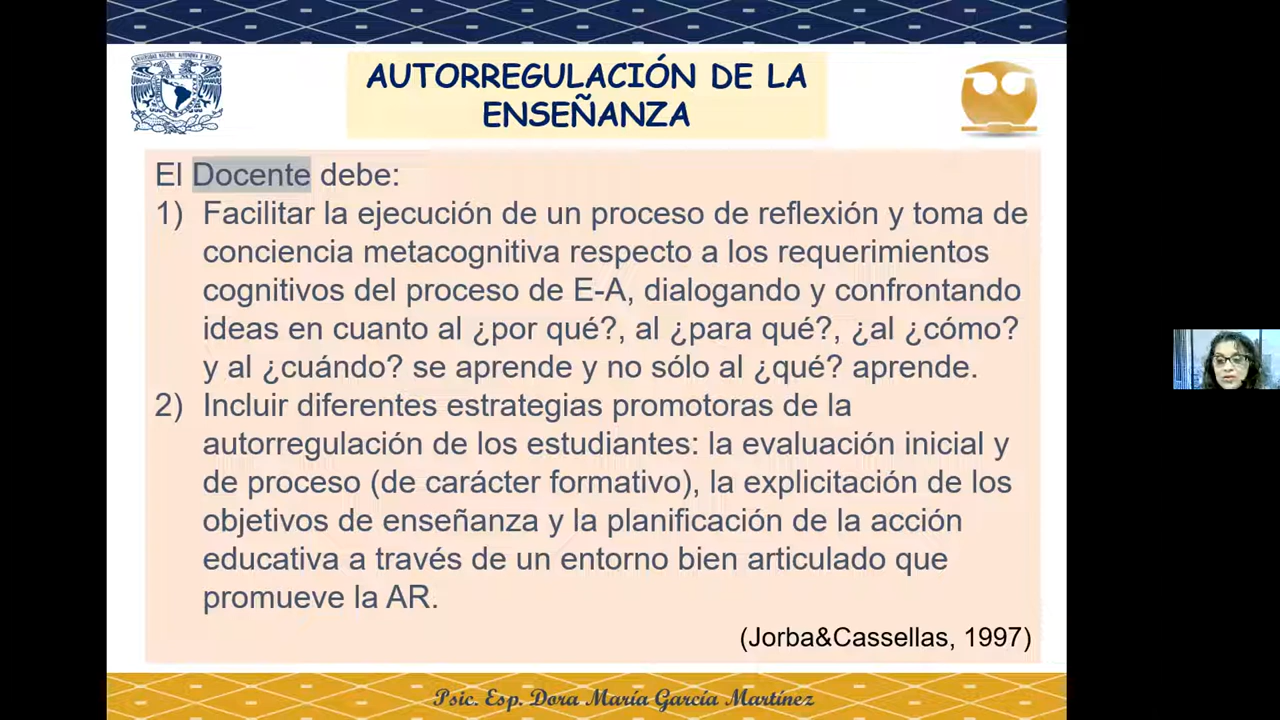 AUTORREGULACIÓN DE LA
ENSEÑANZA
El Docente debe:
1) Facilitar la ejecución de un proceso de reflexión y toma de
conciencia metacognitiva respecto a los requerimientos
cognitivos del proceso de E-A, dialogando y confrontando
ideas en cuanto al ¿por qué?, al ¿para qué?, ¿al ¿cómo?
y al ¿cuándo? se aprende y no sólo al ¿qué? aprende.
2) Incluir diferentes estrategias promotoras de la
autorregulación de los estudiantes: la evaluación inicial y
de proceso (de carácter formativo), la explicitación de los
objetivos de enseñanza y la planificación de la acción
educativa a través de un entorno bien articulado que
promueve la AR.
(Jorba&Cassellas, 1997)
Psic. Esp. Dora María García Martínez